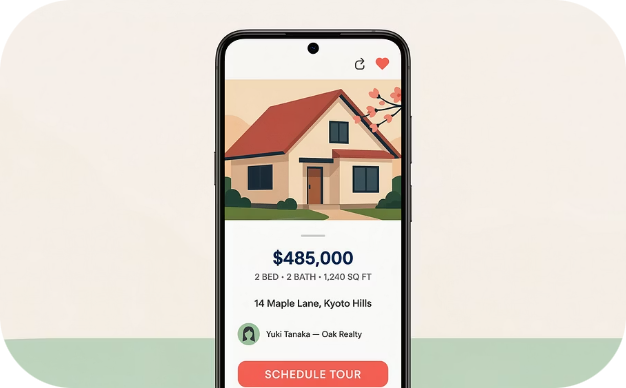 $485,000
2 BED • 2 BATH • 1,240 SQ FT
14 Maple Lane, Kyoto Hills
Yuki Tanaka — Oak Realty
SCHEDULE TOUR